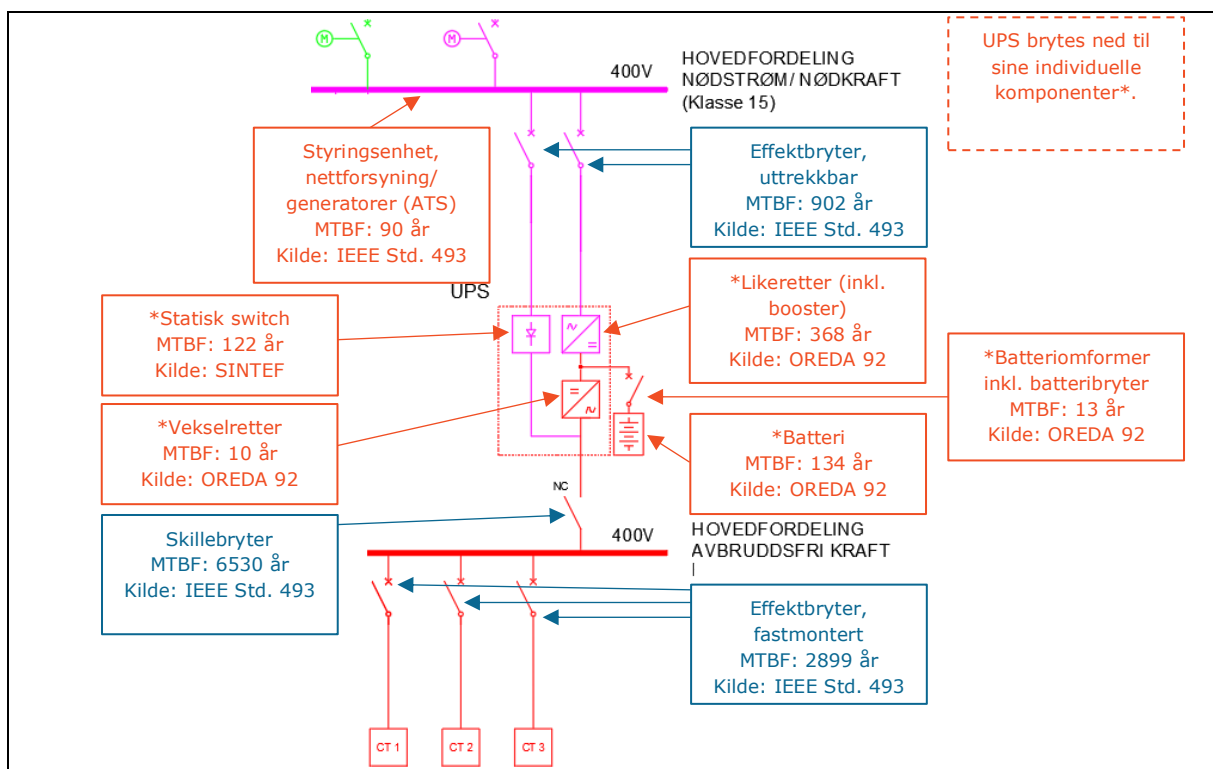 M
M
400V
HOVEDFORDELING
NØDSTRØM/ NØDKRAFT
(Klasse 15)
UPS brytes ned til
sine individuelle
komponenter*.
Styringsenhet,
nettforsyning/
generatorer (ATS)
MTBF: 90 år
Kilde: IEEE Std. 493
Effektbryter,
uttrekkbar
MTBF: 902 år
Kilde: IEEE Std. 493
UPS
*Statisk switch
MTBF: 122 år
Kilde: SINTEF
*Likeretter (inkl.
booster)
MTBF: 368 år
Kilde: OREDA 92
*Batteriomformer
inkl. batteribryter
MTBF: 13 år
Kilde: OREDA 92
*Vekselretter
MTBF: 10 år
Kilde: OREDA 92
*Batteri
MTBF: 134 år
Kilde: OREDA 92
NC
Skillebryter
MTBF: 6530 år
Kilde: IEEE Std. 493
400V
HOVEDFORDELING
AVBRUDDSFRI KRAFT
Effektbryter,
fastmontert
MTBF: 2899 år
Kilde: IEEE Std. 493
CT 1
CT 2
CT 3